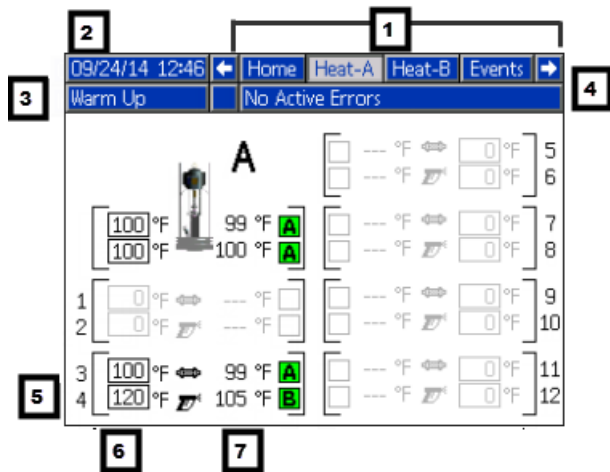 1
2
09/24/14 12:46 Home Heat-A Heat-B Events
3 Warm Up No Active Errors 4
A
--- °F 0 °F 5
--- °F 0 °F 6
100 °F 99 °F A
100 °F 100 °F A
--- °F 0 °F 7
--- °F 0 °F 8
1 0 °F --- °F
2 0 °F --- °F
--- °F 0 °F 9
--- °F 0 °F 10
3 100 °F 99 °F A
5 4 120 °F 105 °F B
--- °F 0 °F 11
--- °F 0 °F 12
6 7